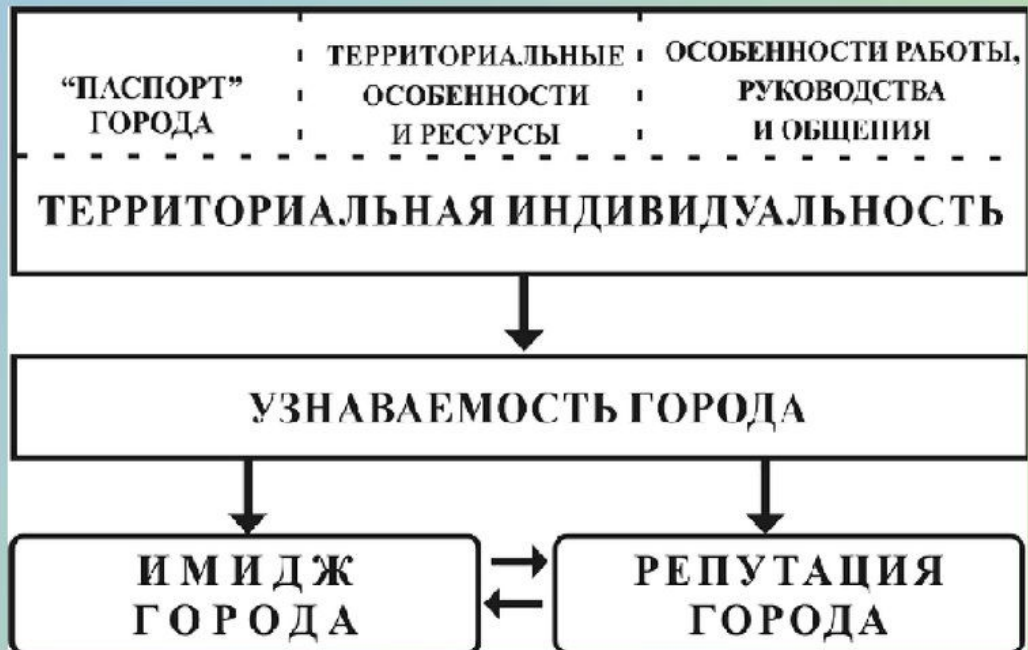 “ПАСПОРТ”
ГОРОДА
ТЕРРИТОРИАЛЬНЫЕ
ОСОБЕННОСТИ
И РЕСУРСЫ
ОСОБЕННОСТИ РАБОТЫ,
РУКОВОДСТВА
И ОБЩЕНИЯ
ТЕРРИТОРИАЛЬНАЯ ИНДИВИДУАЛЬНОСТЬ
УЗНАВАЕМОСТЬ ГОРОДА
ИМИДЖ
ГОРОДА
РЕПУТАЦИЯ
ГОРОДА